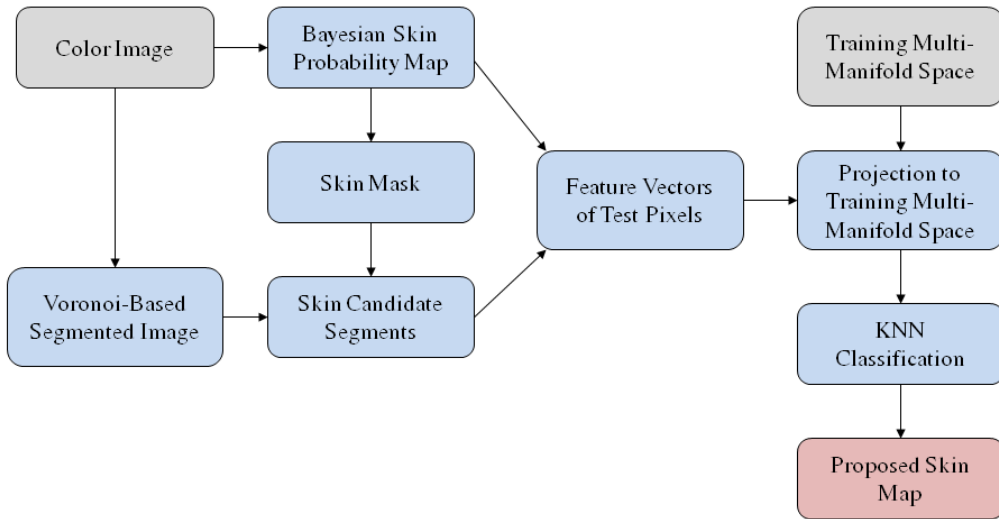 Color Image
Bayesian Skin
Probability Map
Training Multi-
Manifold Space
Skin Mask
Feature Vectors
of Test Pixels
Projection to
Training Multi-
Manifold Space
Voronoi-Based
Segmented Image
Skin Candidate
Segments
KNN
Classification
Proposed Skin
Map